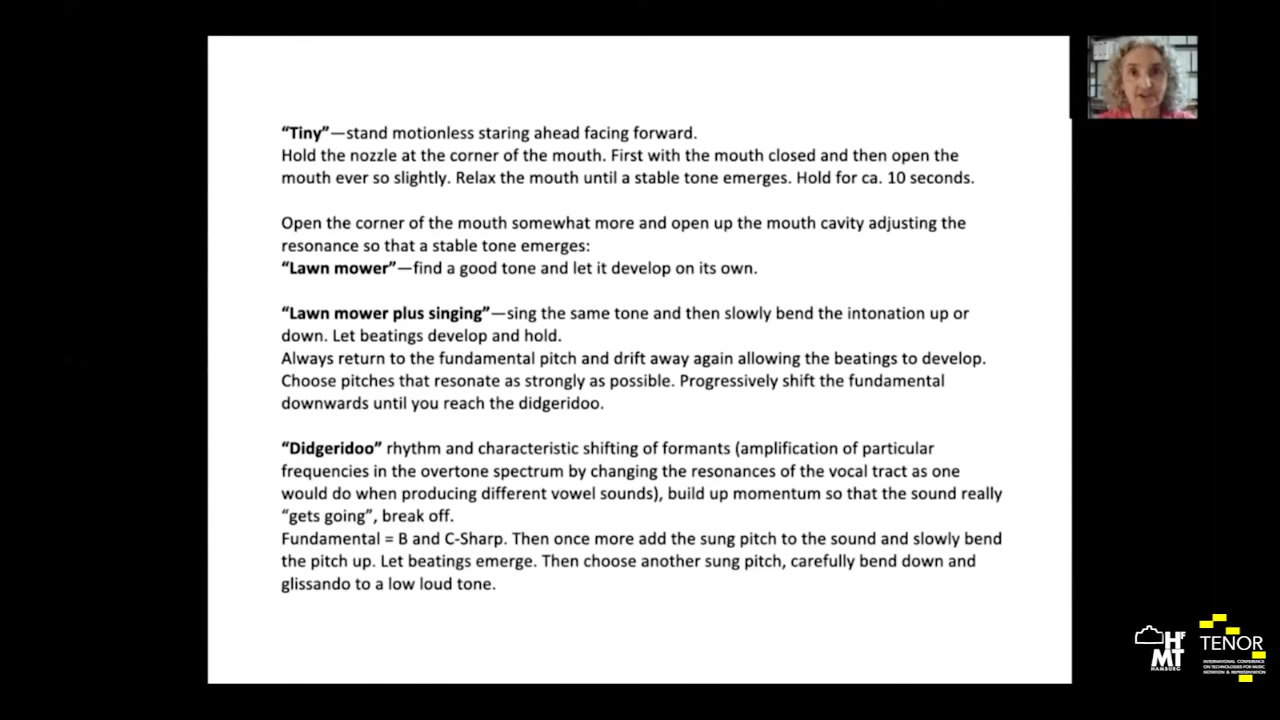 “Tiny”—stand motionless staring ahead facing forward.
Hold the nozzle at the corner of the mouth. First with the mouth closed and then open the
mouth ever so slightly. Relax the mouth until a stable tone emerges. Hold for ca. 10 seconds.
Open the corner of the mouth somewhat more and open up the mouth cavity adjusting the
resonance so that a stable tone emerges:
“Lawn mower”—find a good tone and let it develop on its own.
“Lawn mower plus singing”—sing the same tone and then slowly bend the intonation up or
down. Let beatings develop and hold.
Always return to the fundamental pitch and drift away again allowing the beatings to develop.
Choose pitches that resonate as strongly as possible. Progressively shift the fundamental
downwards until you reach the didgeridoo.
“Didgeridoo” rhythm and characteristic shifting of formants (amplification of particular
frequencies in the overtone spectrum by changing the resonances of the vocal tract as one
would do when producing different vowel sounds), build up momentum so that the sound really
“gets going”, break off.
Fundamental = B and C-Sharp. Then once more add the sung pitch to the sound and slowly bend
the pitch up. Let beatings emerge. Then choose another sung pitch, carefully bend down and
glissando to a low loud tone.
HfMT
HAMBURG
TENOR
INTERNATIONAL CONFERENCE
ON TECHNOLOGIES FOR MUSIC
NOTATION & REPRESENTATION